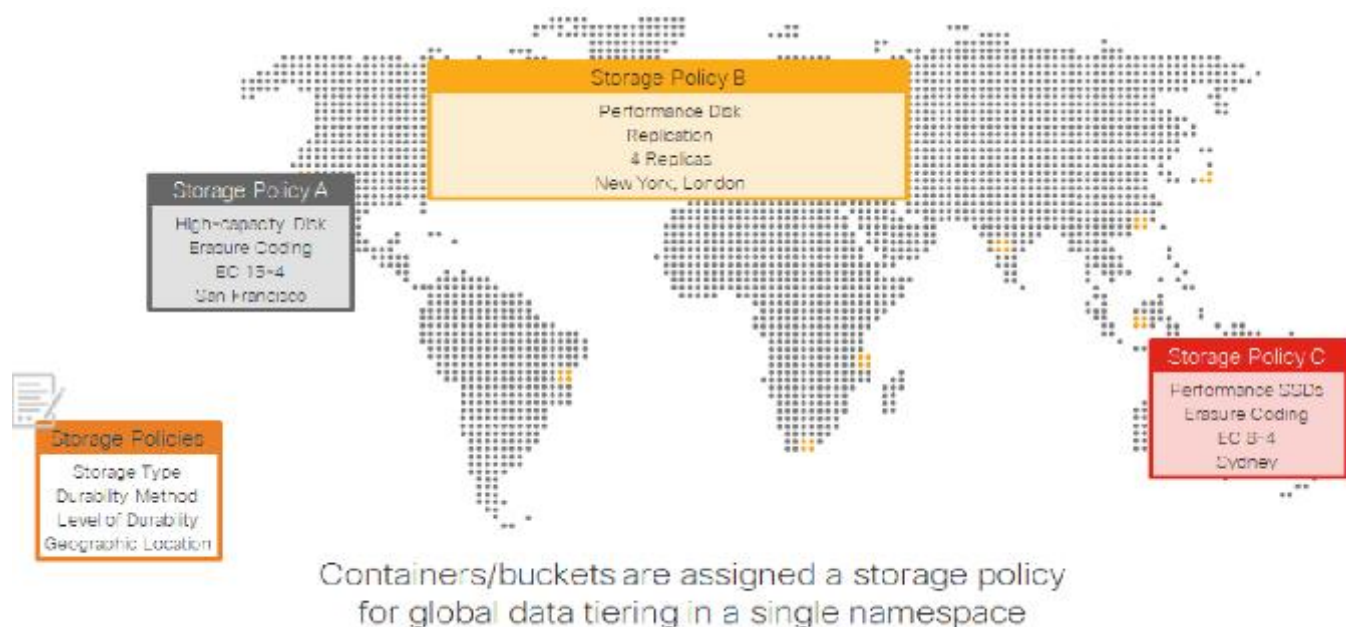 Storage Policy B
Performance Disk
Replication
4 Replicas
New York, London
Storage Policy A
High-capacity Disk
Erasure Coding
EC 15-4
San Francisco
Storage Policy C
Performance SSDs
Erasure Coding
EC 8-4
Sydney
Storage Policies
Storage Type
Durability Method
Level of Durability
Geographic Location
Containers/buckets are assigned a storage policy
for global data tiering in a single namespace